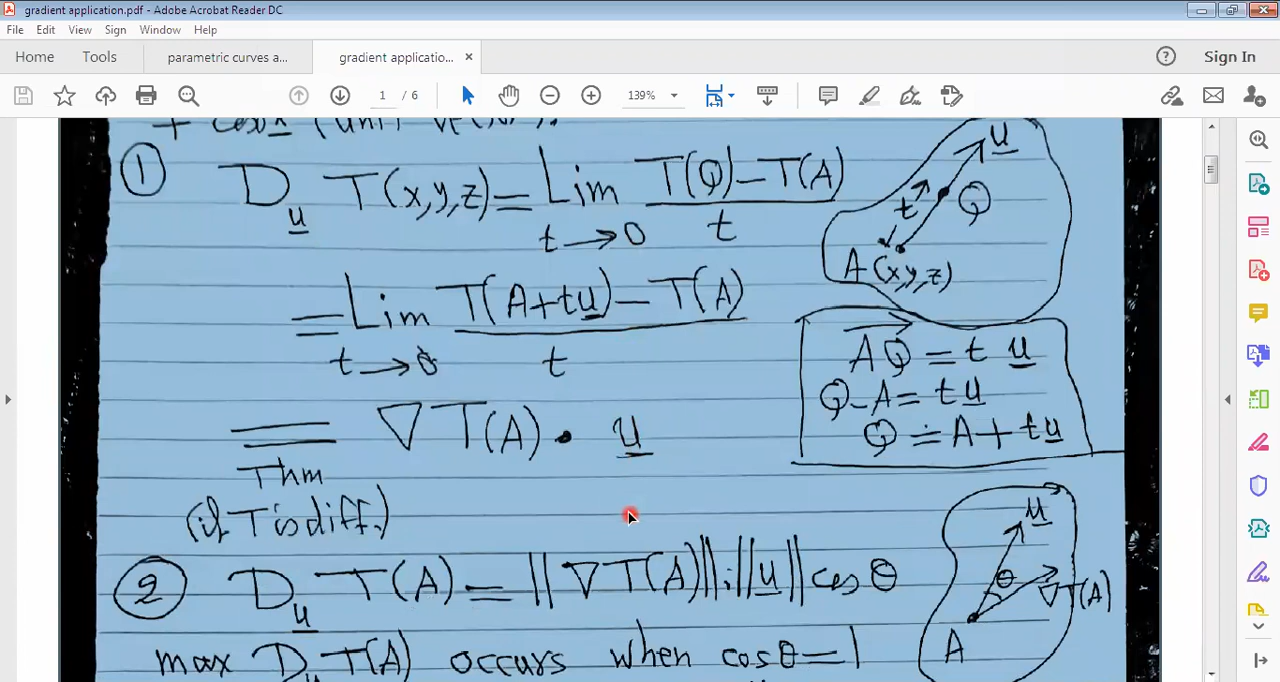 gradient application.pdf - Adobe Acrobat Reader DC
File Edit View Sign Window Help
Home Tools parametric curves a... gradient applicatio... ×
1 / 6 139% Sign In
① D_u T(x,y,z) = Lim t→0 T(Q) - T(A) / t
= Lim t→0 T(A+tu) - T(A) / t
= ∇T(A) • u
Thm
(if T is diff.)
u
t
Q
A(x,y,z)
AQ = t u
Q - A = t u
Q = A + t u
② D_u T(A) = ||∇T(A)|| . ||u|| cos θ
max D_u T(A) occurs when cosθ = 1
u
θ
∇T(A)
A